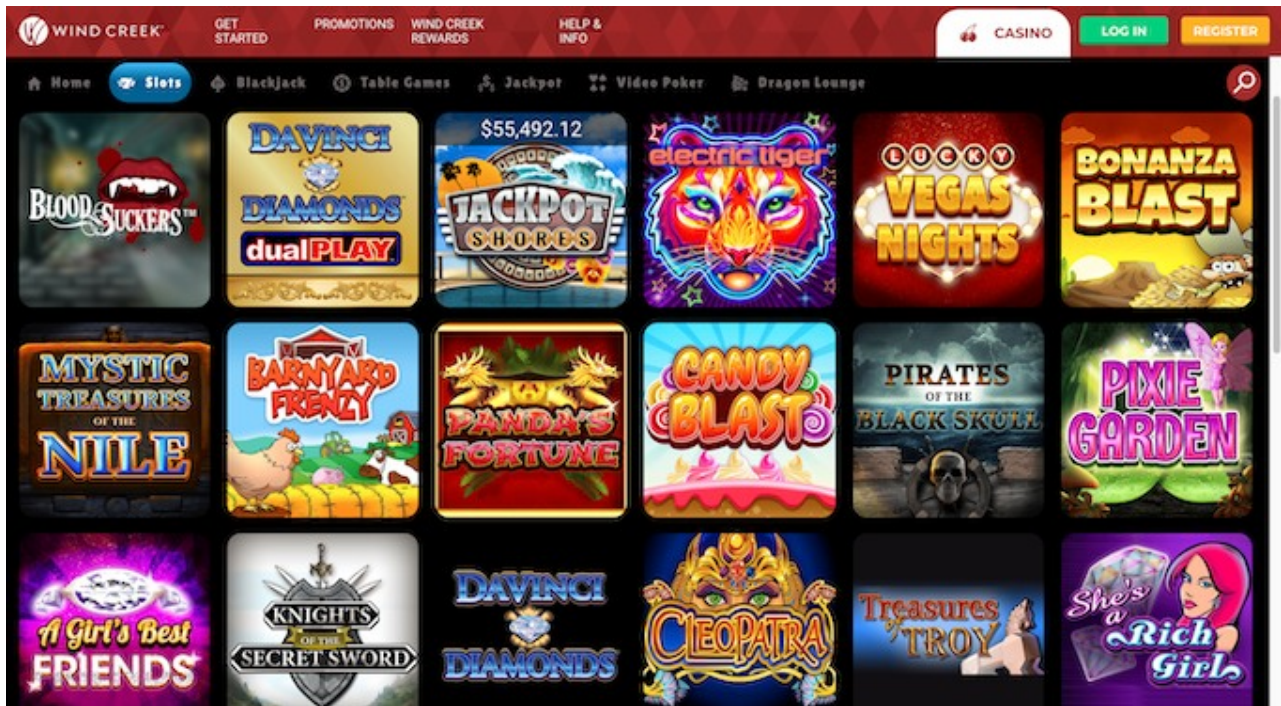 WIND CREEK
GET
STARTED
PROMOTIONS
WIND CREEK
REWARDS
HELP &
INFO
CASINO
LOG IN
REGISTER
Home
Slots
Blackjack
Table Games
Jackpot
Video Poker
Dragon Lounge
BLOOD SUCKERS™
DAVINCI
DIAMONDS
dualPLAY
$55,492.12
JACKPOT
SHORES
electric tiger
LUCKY
VEGAS
NIGHTS
BONANZA
BLAST
MYSTIC
TREASURES
OF THE
NILE
BARNYARD
FRENZY
PANDA'S
FORTUNE
CANDY
BLAST
PIRATES
OF THE
BLACK SKULL
PIXIE
GARDEN
A Girl's Best
FRIENDS
KNIGHTS
OF THE
SECRET SWORD
DAVINCI
DIAMONDS
CLEOPATRA
Treasures
of TROY
She's
a
Rich
Girl